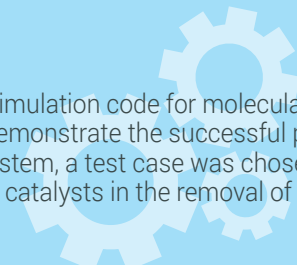 imulation code for molecula
emonstrate the successful p
stem, a test case was chose
catalysts in the removal of